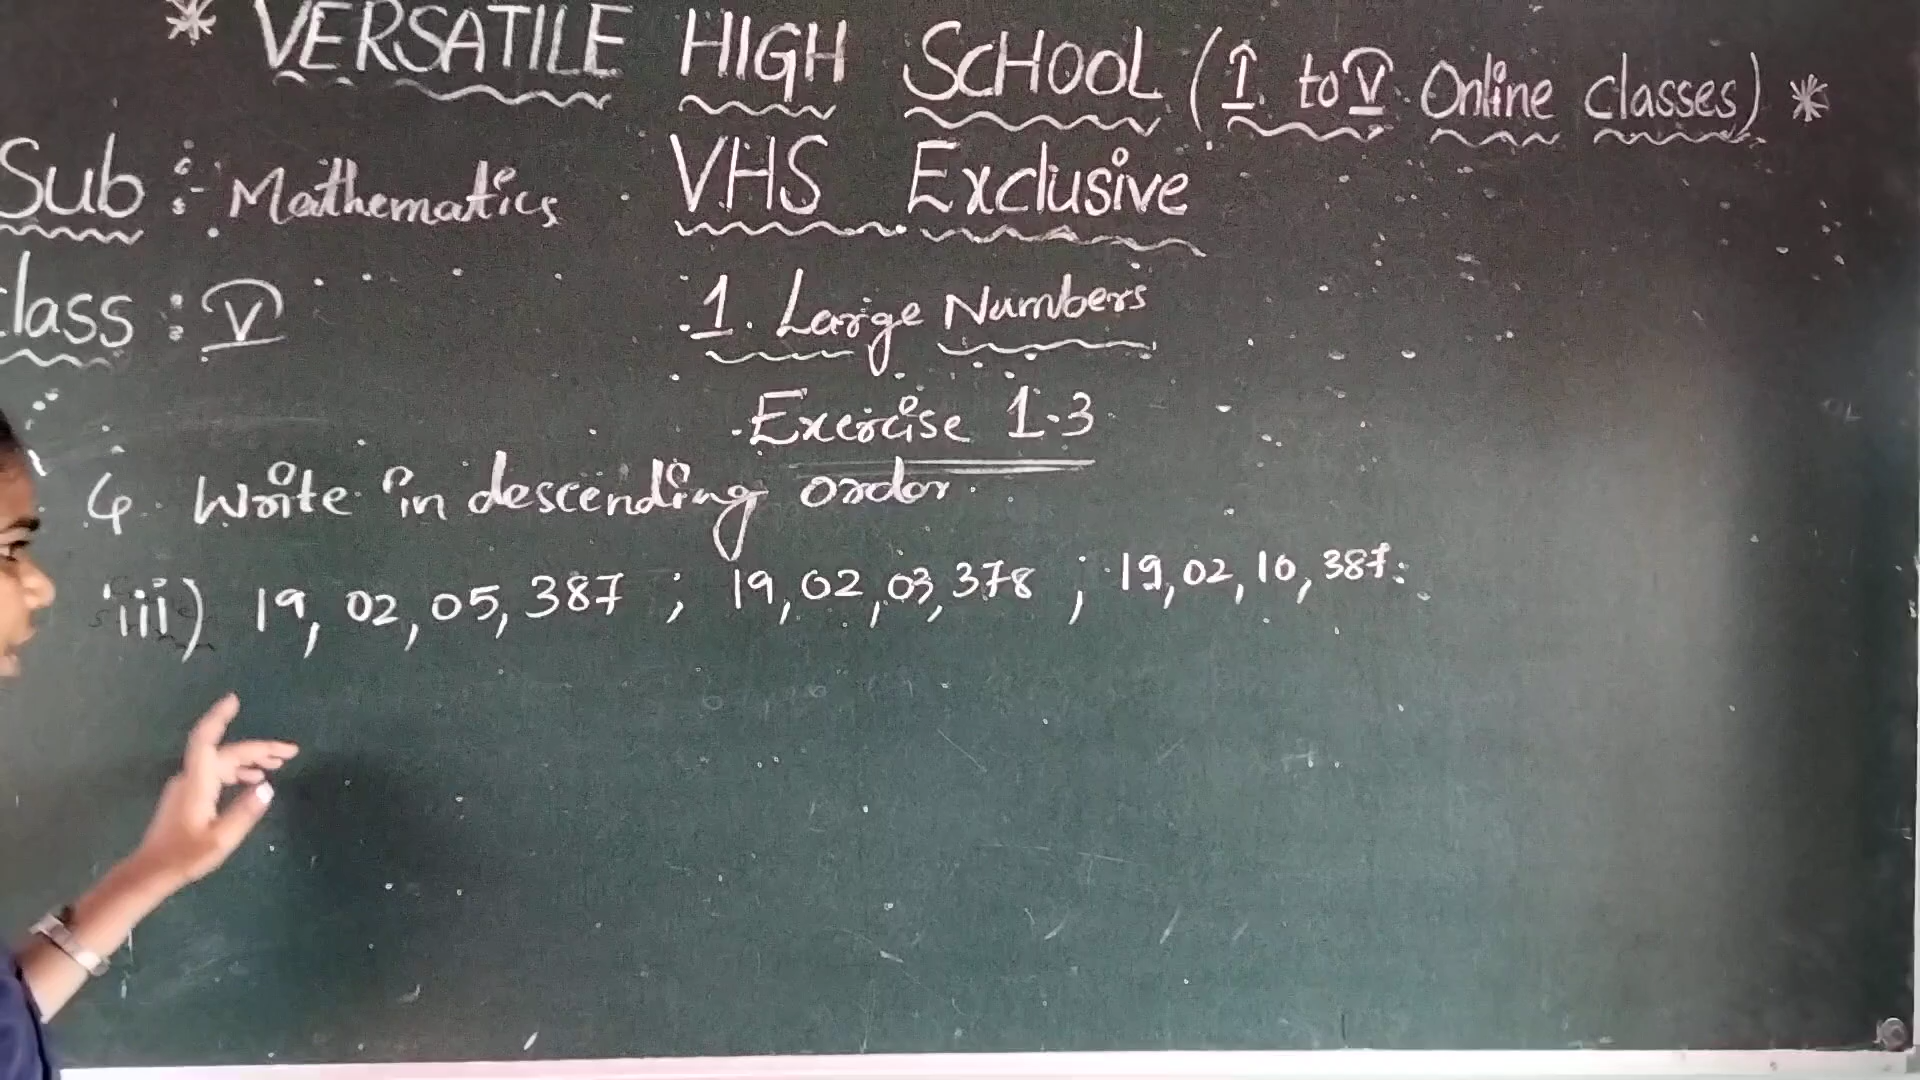 * VERSATILE HIGH SCHOOL (I to V Online classes) *
Sub : Mathematics VHS Exclusive
class : V 1. Large Numbers
Exercise 1.3
4. Write in descending order.
iii) 19, 02, 05, 387 ; 19, 02, 03, 378 ; 19, 02, 10, 387.